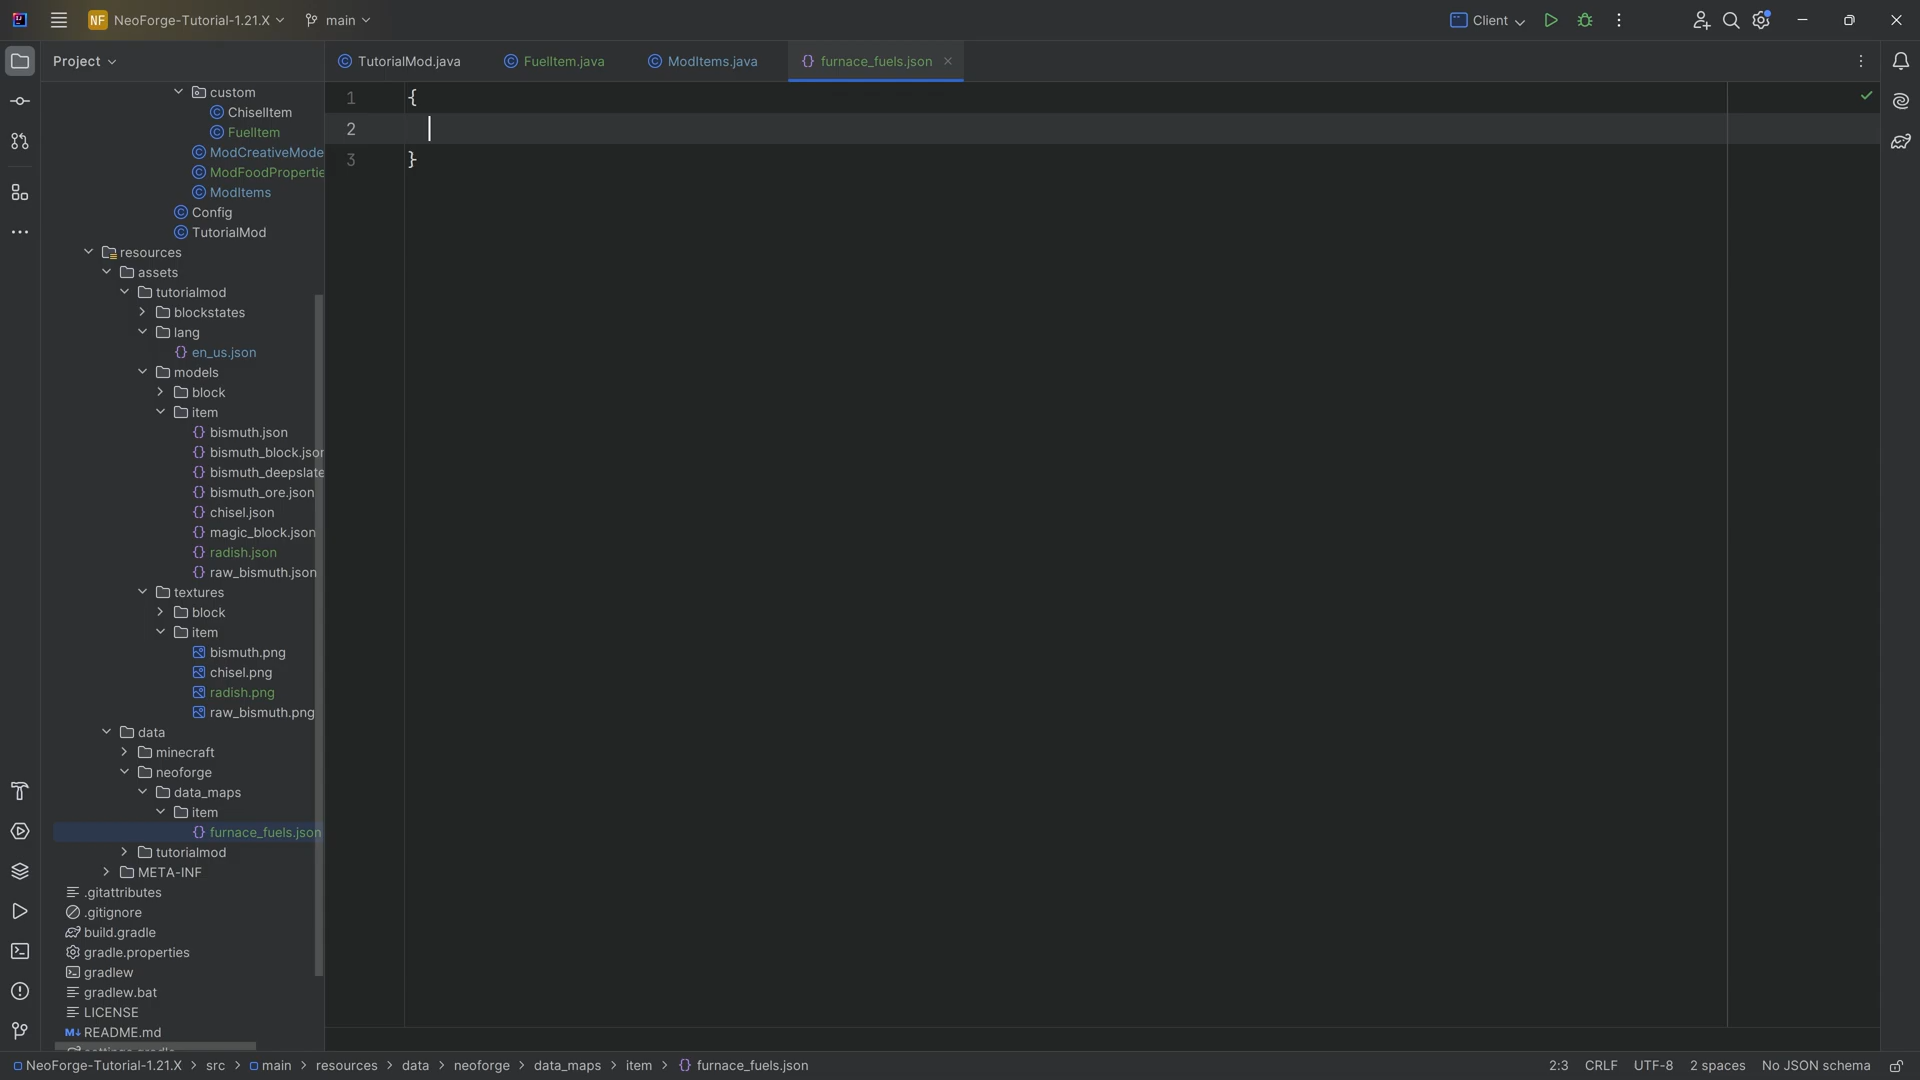 NF NeoForge-Tutorial-1.21.X main Client
Project
TutorialMod.java FuelItem.java ModItems.java furnace_fuels.json
custom
ChiselItem
FuelItem
ModCreativeMode
ModFoodPropertie
ModItems
Config
TutorialMod
resources
assets
tutorialmod
blockstates
lang
en_us.json
models
block
item
bismuth.json
bismuth_block.json
bismuth_deepslate
bismuth_ore.json
chisel.json
magic_block.json
radish.json
raw_bismuth.json
textures
block
item
bismuth.png
chisel.png
radish.png
raw_bismuth.png
data
minecraft
neoforge
data_maps
item
furnace_fuels.json
tutorialmod
META-INF
.gitattributes
.gitignore
build.gradle
gradle.properties
gradlew
gradlew.bat
LICENSE
M↓ README.md
1 {
2
3 }
NeoForge-Tutorial-1.21.X > src > main > resources > data > neoforge > data_maps > item > furnace_fuels.json
2:3 CRLF UTF-8 2 spaces No JSON schema